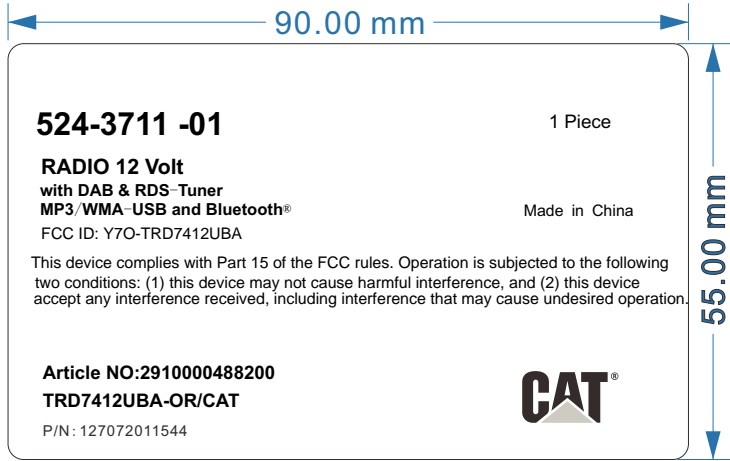 90.00 mm
524-3711 -01
1 Piece
RADIO 12 Volt
with DAB & RDS-Tuner
MP3/WMA-USB and Bluetooth®
Made in China
FCC ID: Y7O-TRD7412UBA
This device complies with Part 15 of the FCC rules. Operation is subjected to the following
two conditions: (1) this device may not cause harmful interference, and (2) this device
accept any interference received, including interference that may cause undesired operation.
55.00 mm
Article NO:2910000488200
TRD7412UBA-OR/CAT
CAT®
P/N: 127072011544